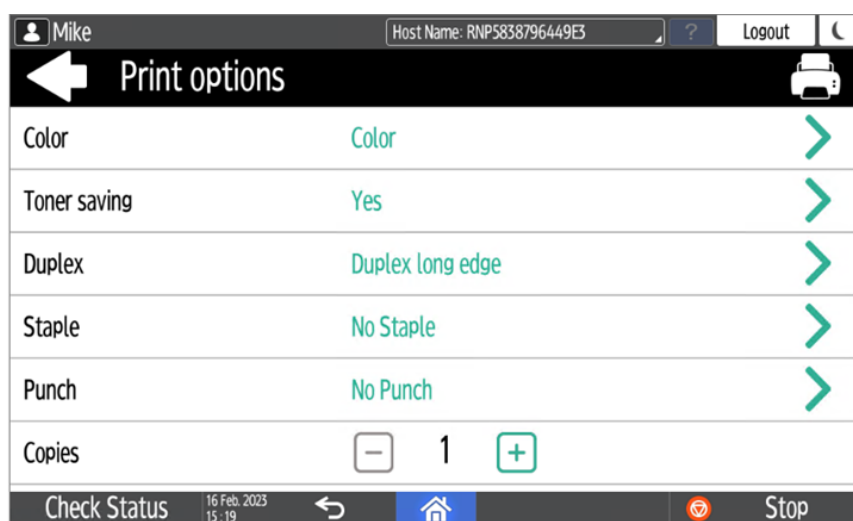 Mike Host Name: RNP5838796449E3 ? Logout
Print options
Color Color
Toner saving Yes
Duplex Duplex long edge
Staple No Staple
Punch No Punch
Copies − 1 +
Check Status 16 Feb. 2023 Stop
15 : 19